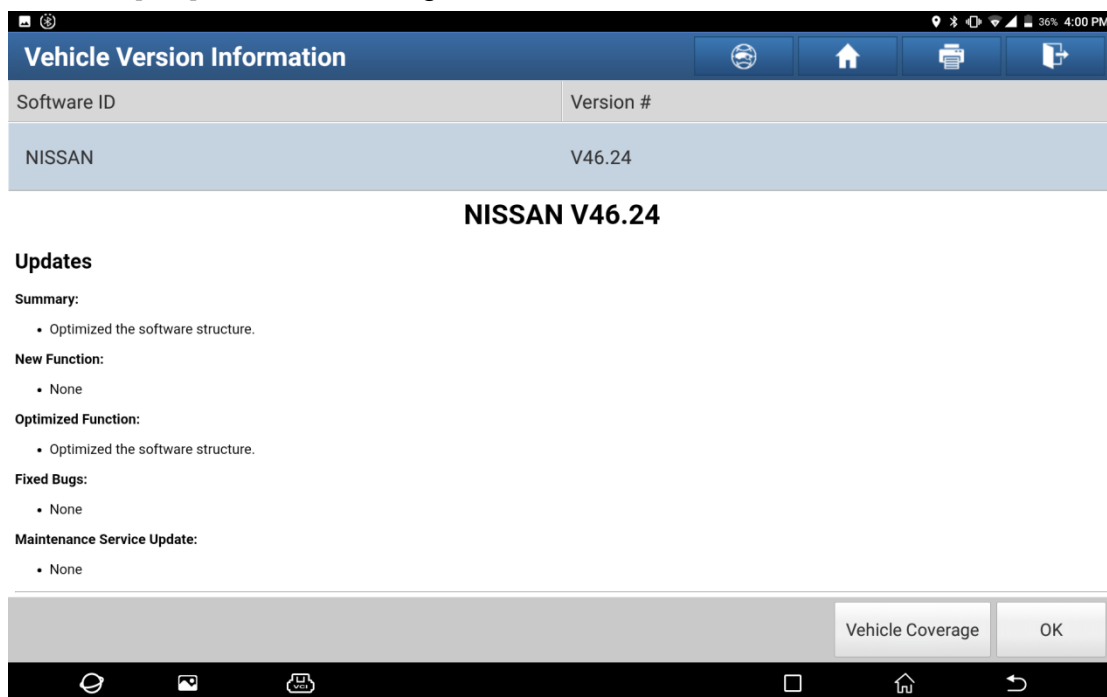 36% 4:00 PM
Vehicle Version Information
Software ID Version #
NISSAN V46.24
NISSAN V46.24
Updates
Summary:
• Optimized the software structure.
New Function:
• None
Optimized Function:
• Optimized the software structure.
Fixed Bugs:
• None
Maintenance Service Update:
• None
Vehicle Coverage OK
VCI